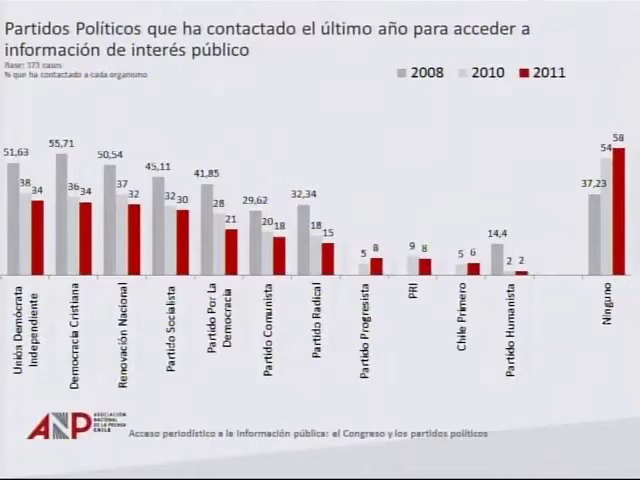 Partidos Políticos que ha contactado el último año para acceder a
información de interés público
Base: 173 casos
% que ha contactado a cada organismo
2008 2010 2011
51,63 38 34
55,71 36 34
50,54 37 32
45,11 32 30
41,85 28 21
29,62 20 18
32,34 18 15
5 8
9 8
5 6
14,4 2 2
37,23 54 58
Unión Demócrata
Independiente
Democracia Cristiana
Renovación Nacional
Partido Socialista
Partido Por La
Democracia
Partido Comunista
Partido Radical
Partido Progresista
PRI
Chile Primero
Partido Humanista
Ninguno
ANP
ASOCIACIÓN
NACIONAL
DE LA PRENSA
CHILE
Acceso periodístico a la información pública: el Congreso y los partidos políticos